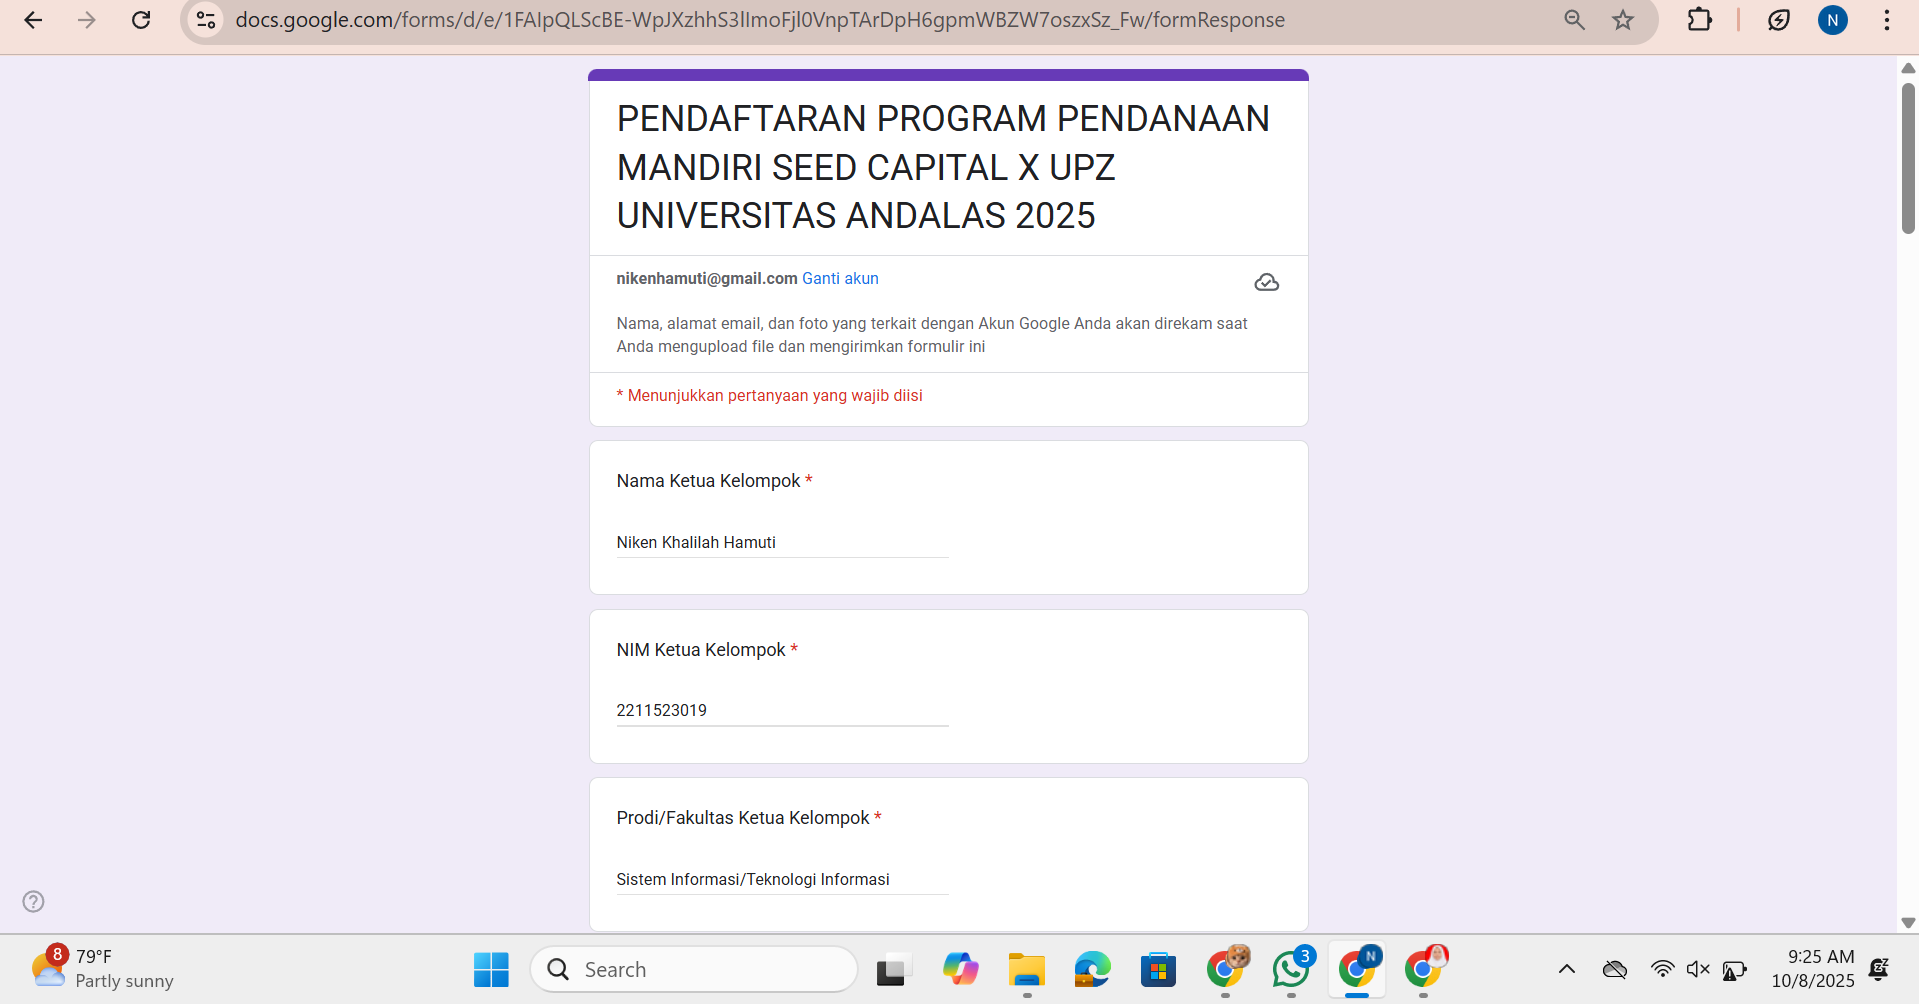 docs.google.com/forms/d/e/1FAIpQLScBE-WpJXzhhS3lImoFjl0VnpTArDpH6gpmWBZW7oszxSz_Fw/formResponse
N
PENDAFTARAN PROGRAM PENDANAAN
MANDIRI SEED CAPITAL X UPZ
UNIVERSITAS ANDALAS 2025
nikenhamuti@gmail.com Ganti akun
Nama, alamat email, dan foto yang terkait dengan Akun Google Anda akan direkam saat
Anda mengupload file dan mengirimkan formulir ini
* Menunjukkan pertanyaan yang wajib diisi
Nama Ketua Kelompok *
Niken Khalilah Hamuti
NIM Ketua Kelompok *
2211523019
Prodi/Fakultas Ketua Kelompok *
Sistem Informasi/Teknologi Informasi
8
79°F
Partly sunny
Search
3
N
9:25 AM
10/8/2025